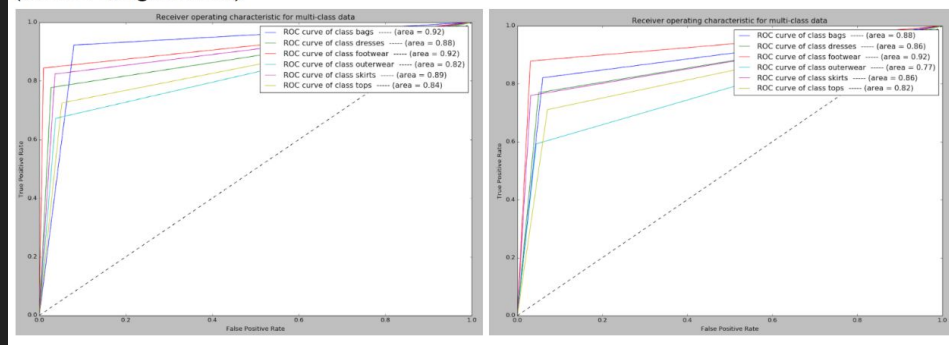 Receiver operating characteristic for multi-class data
1.0
0.8
0.6
0.4
0.2
0.0
True Positive Rate
ROC curve of class bags ----- (area = 0.92)
ROC curve of class dresses ----- (area = 0.88)
ROC curve of class footwear ----- (area = 0.92)
ROC curve of class outerwear ----- (area = 0.82)
ROC curve of class skirts ----- (area = 0.89)
ROC curve of class tops ----- (area = 0.84)
0.0 0.2 0.4 0.6 0.8 1.0
False Positive Rate
Receiver operating characteristic for multi-class data
1.0
0.8
0.6
0.4
0.2
0.0
True Positive Rate
ROC curve of class bags ----- (area = 0.88)
ROC curve of class dresses ----- (area = 0.86)
ROC curve of class footwear ----- (area = 0.92)
ROC curve of class outerwear ----- (area = 0.77)
ROC curve of class skirts ----- (area = 0.86)
ROC curve of class tops ----- (area = 0.82)
0.0 0.2 0.4 0.6 0.8 1.0
False Positive Rate